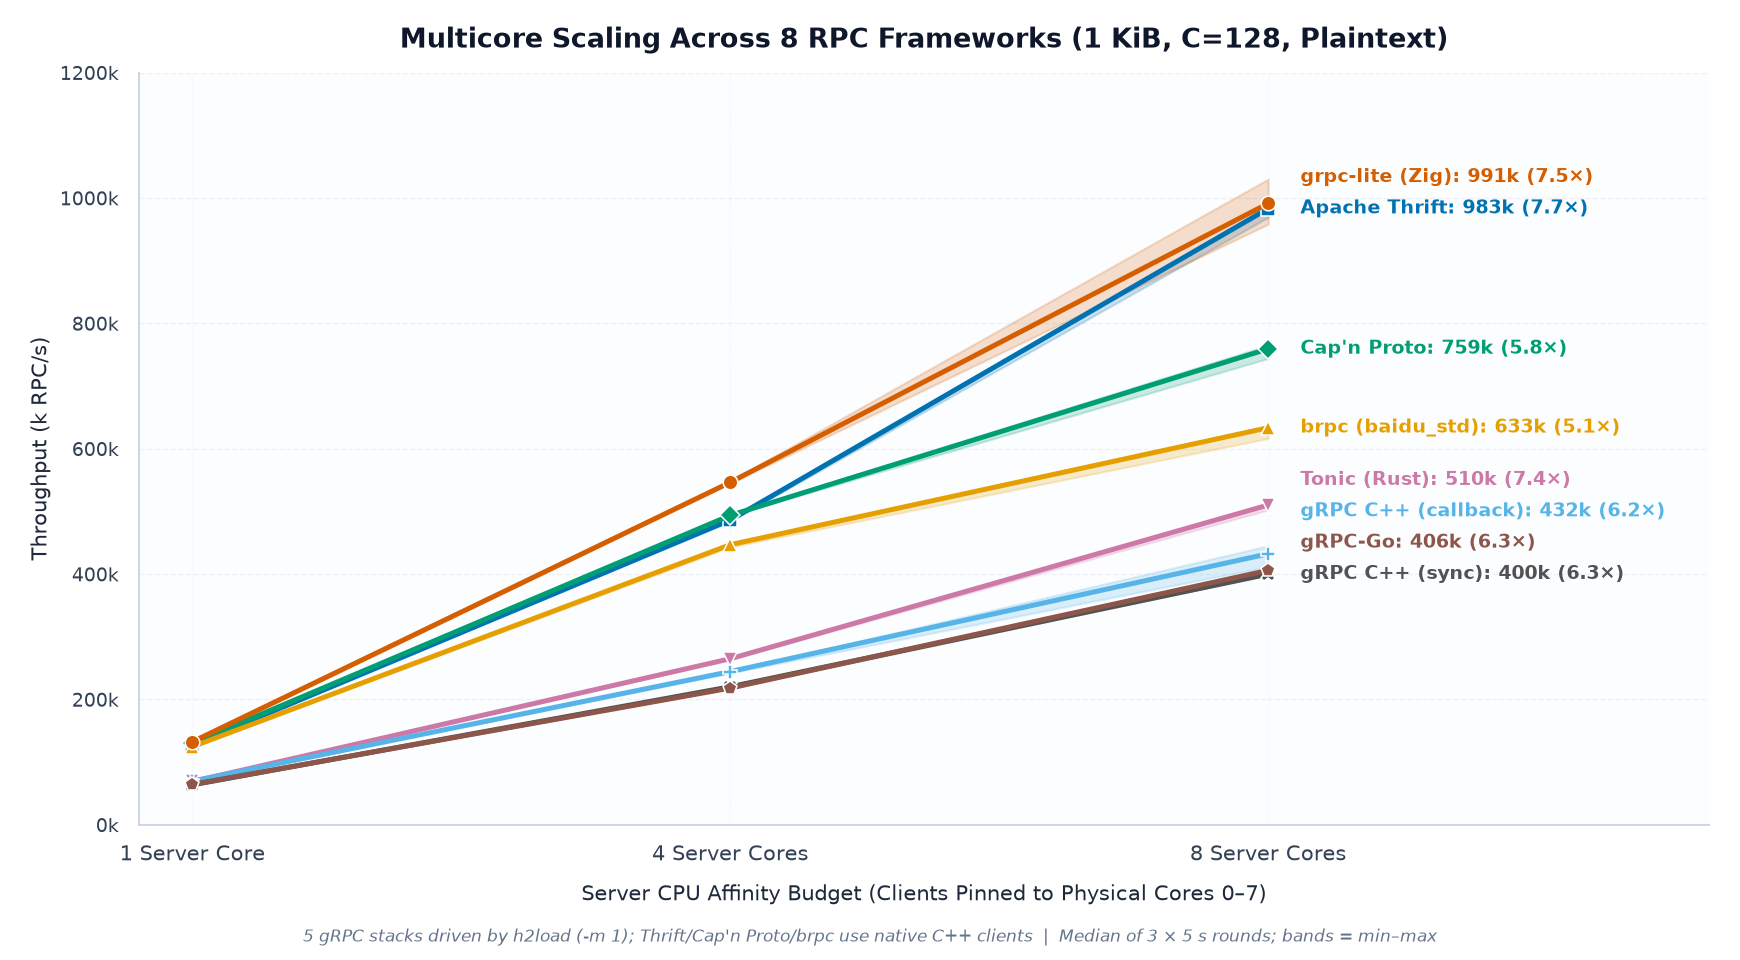 Multicore Scaling Across 8 RPC Frameworks (1 KiB, C=128, Plaintext)
Throughput (k RPC/s)
1200k
1000k
800k
600k
400k
200k
0k
grpc-lite (Zig): 991k (7.5×)
Apache Thrift: 983k (7.7×)
Cap'n Proto: 759k (5.8×)
brpc (baidu_std): 633k (5.1×)
Tonic (Rust): 510k (7.4×)
gRPC C++ (callback): 432k (6.2×)
gRPC-Go: 406k (6.3×)
gRPC C++ (sync): 400k (6.3×)
1 Server Core
4 Server Cores
8 Server Cores
Server CPU Affinity Budget (Clients Pinned to Physical Cores 0–7)
5 gRPC stacks driven by h2load (-m 1); Thrift/Cap'n Proto/brpc use native C++ clients | Median of 3 × 5 s rounds; bands = min–max